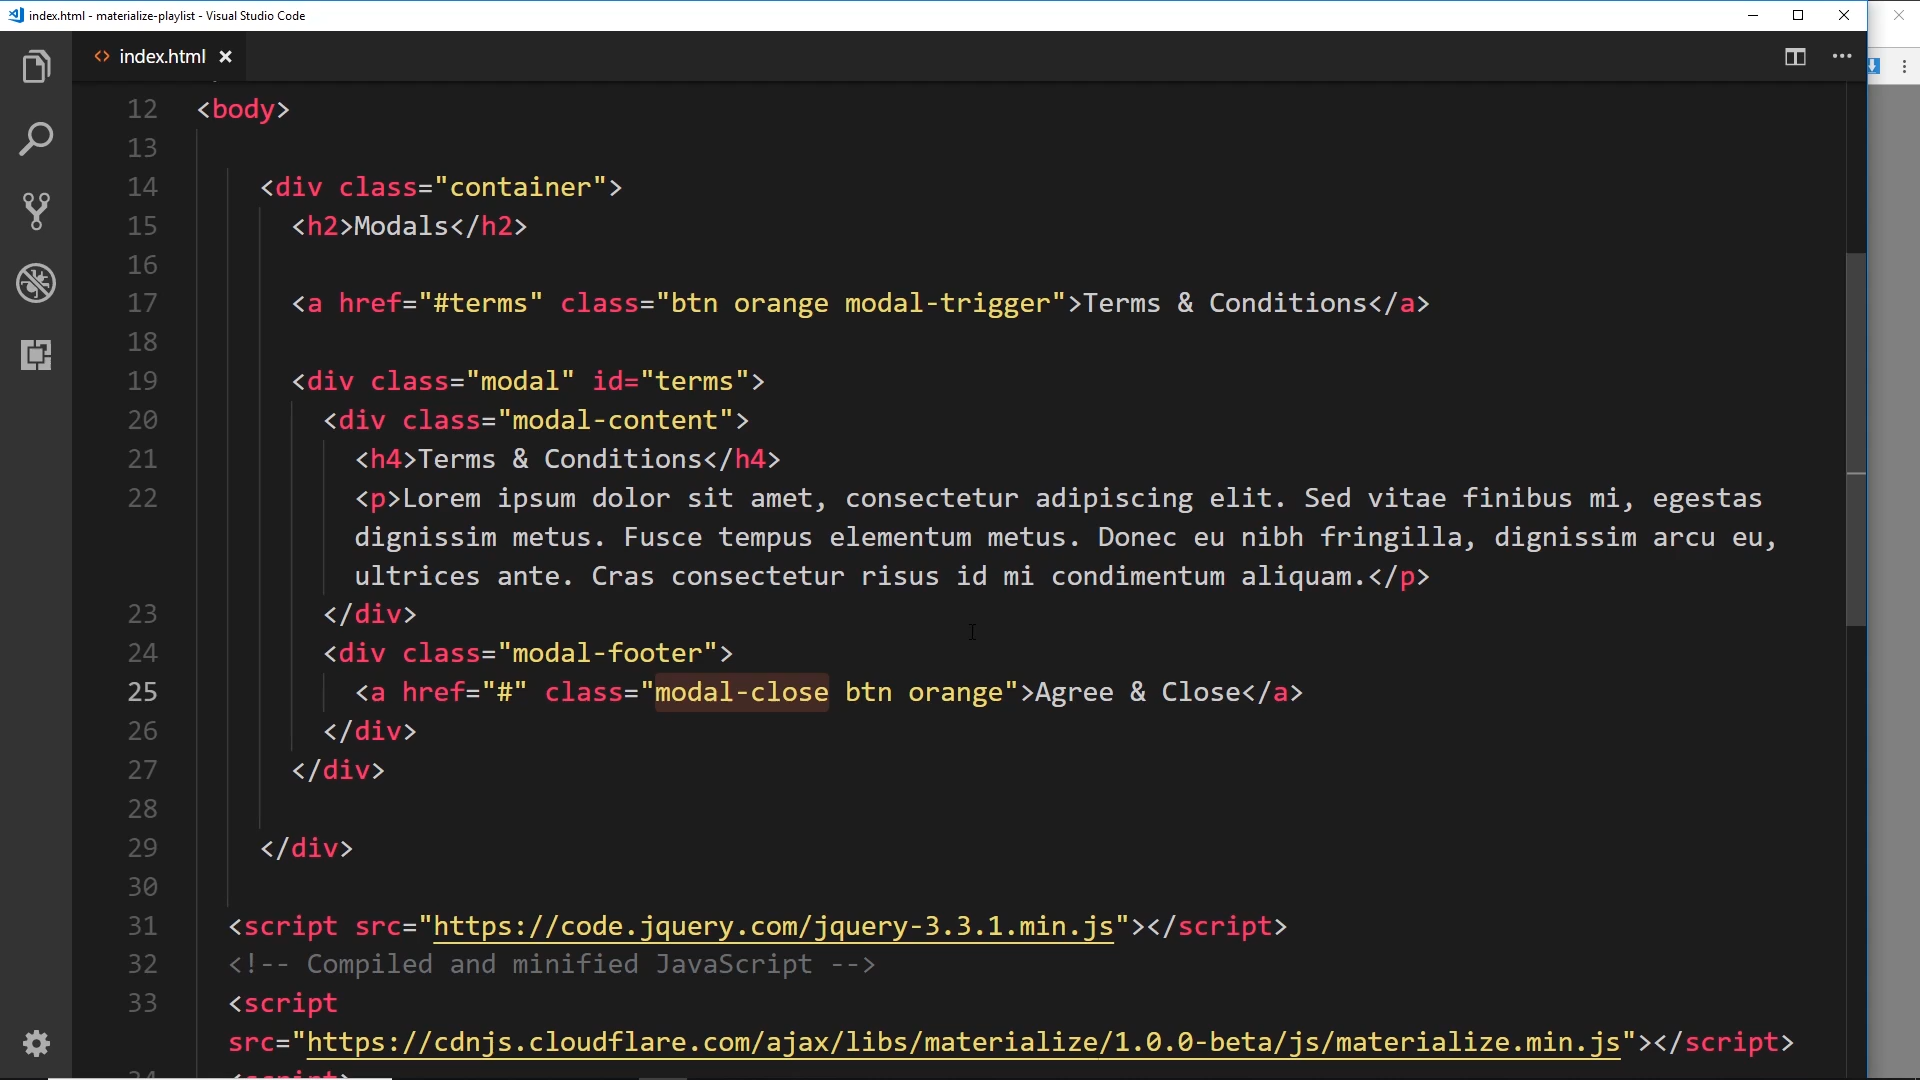 index.html - materialize-playlist - Visual Studio Code
<> index.html ×
12 <body>
13
14 <div class="container">
15 <h2>Modals</h2>
16
17 <a href="#terms" class="btn orange modal-trigger">Terms & Conditions</a>
18
19 <div class="modal" id="terms">
20 <div class="modal-content">
21 <h4>Terms & Conditions</h4>
22 <p>Lorem ipsum dolor sit amet, consectetur adipiscing elit. Sed vitae finibus mi, egestas
dignissim metus. Fusce tempus elementum metus. Donec eu nibh fringilla, dignissim arcu eu,
ultrices ante. Cras consectetur risus id mi condimentum aliquam.</p>
23 </div>
24 <div class="modal-footer">
25 <a href="#" class="modal-close btn orange">Agree & Close</a>
26 </div>
27 </div>
28
29 </div>
30
31 <script src="https://code.jquery.com/jquery-3.3.1.min.js"></script>
32 <!-- Compiled and minified JavaScript -->
33 <script
src="https://cdnjs.cloudflare.com/ajax/libs/materialize/1.0.0-beta/js/materialize.min.js"></script>
34 <script>